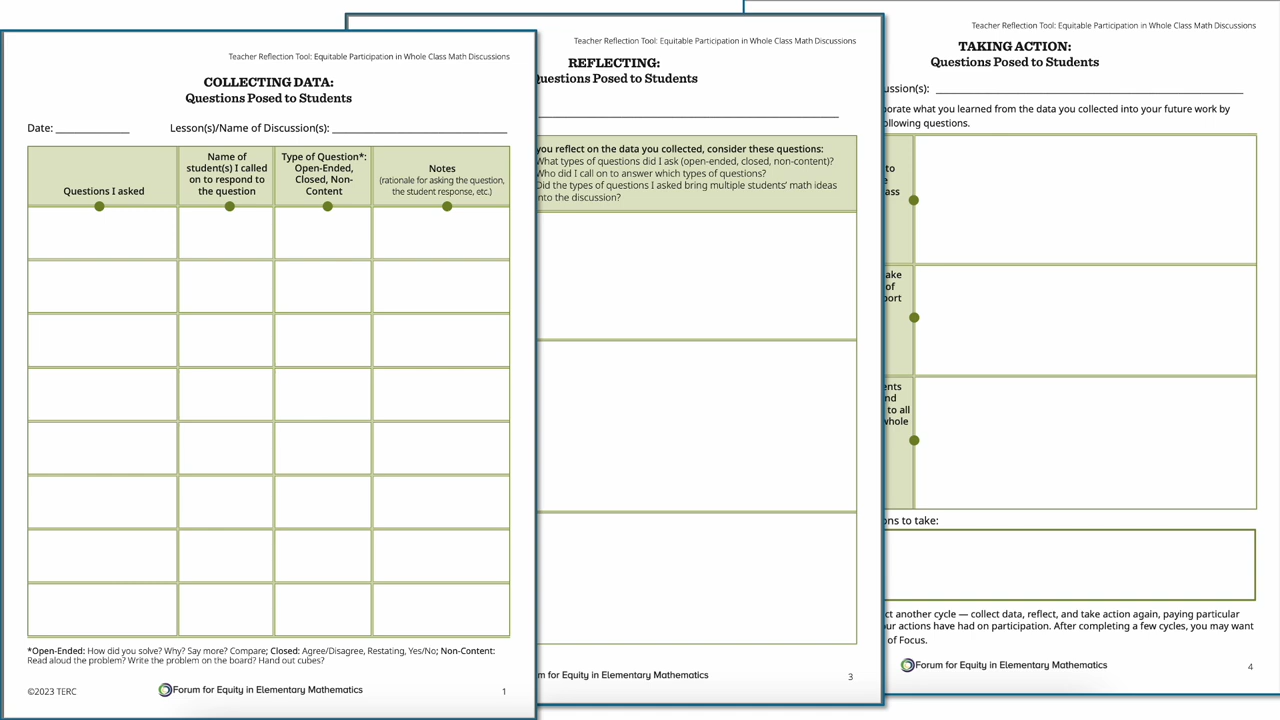 Teacher Reflection Tool: Equitable Participation in Whole Class Math Discussions
COLLECTING DATA:
Questions Posed to Students
Date: Lesson(s)/Name of Discussion(s):
Questions I asked
Name of
student(s) I called
on to respond to
the question
Type of Question*:
Open-Ended,
Closed, Non-
Content
Notes
(rationale for asking the question,
the student response, etc.)
*Open-Ended: How did you solve? Why? Say more? Compare; Closed: Agree/Disagree, Restating, Yes/No; Non-Content:
Read aloud the problem? Write the problem on the board? Hand out cubes?
©2023 TERC
Forum for Equity in Elementary Mathematics
1
Teacher Reflection Tool: Equitable Participation in Whole Class Math Discussions
REFLECTING:
Questions Posed to Students
you reflect on the data you collected, consider these questions:
What types of questions did I ask (open-ended, closed, non-content)?
Who did I call on to answer which types of questions?
Did the types of questions I asked bring multiple students' math ideas
into the discussion?
m for Equity in Elementary Mathematics
3
Teacher Reflection Tool: Equitable Participation in Whole Class Math Discussions
TAKING ACTION:
Questions Posed to Students
ussion(s):
porate what you learned from the data you collected into your future work by
ollowing questions.
to
e
ass
ake
of
port
ents
nd
to all
whole
ons to take:
ct another cycle — collect data, reflect, and take action again, paying particular
our actions have had on participation. After completing a few cycles, you may want
of Focus.
Forum for Equity in Elementary Mathematics
4